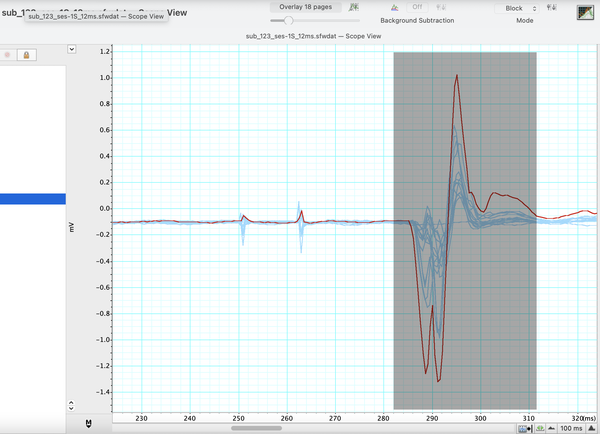 Overlay 18 pages
Off
Block
Background Subtraction
Mode
sub_123_ses-1S_12ms.sfwdat — Scope View
sub_123_ses-1S_12ms.sfwdat — Scope View
1.2
1.0
0.8
0.6
0.4
0.2
0.0
mV
−0.2
−0.4
−0.6
−0.8
−1.0
−1.2
−1.4
230
240
250
260
270
280
290
300
310
320(ms)
100 ms